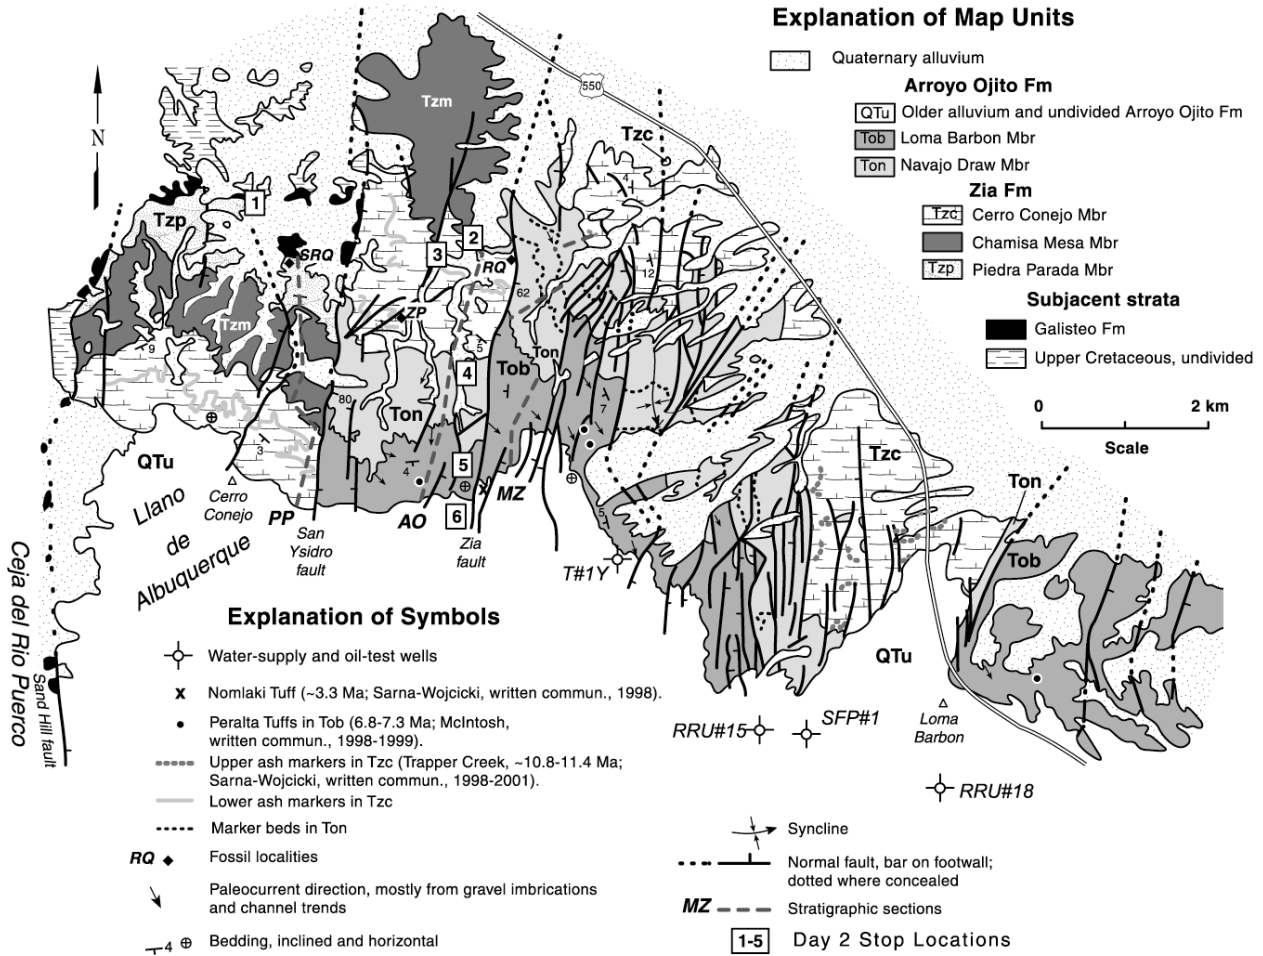 Explanation of Map Units
Quaternary alluvium
Arroyo Ojito Fm
QTu Older alluvium and undivided Arroyo Ojito Fm
Tob Loma Barbon Mbr
Ton Navajo Draw Mbr
Zia Fm
Tzc Cerro Conejo Mbr
Chamisa Mesa Mbr
Tzp Piedra Parada Mbr
Subjacent strata
Galisteo Fm
Upper Cretaceous, undivided
0 2 km
Scale
N
550
Tzm
Tzc
4
1
Tzp
2
3
SRQ
RQ
12
62
ZP
Tzm
9
5
Ton
Tob
4
80
Ton
7
3
4
Tzc
QTu
5
Ton
Llano
de
Albuquerque
Cerro
Conejo
PP
San
Ysidro
fault
AO
6
MZ
Zia
fault
5
T#1Y
Tob
QTu
Ceja del Rio Puerco
Sand Hill fault
RRU#15
SFP#1
Loma
Barbon
RRU#18
Explanation of Symbols
Water-supply and oil-test wells
x Nomlaki Tuff (~3.3 Ma; Sarna-Wojcicki, written commun., 1998).
Peralta Tuffs in Tob (6.8-7.3 Ma; McIntosh,
written commun., 1998-1999).
Upper ash markers in Tzc (Trapper Creek, ~10.8-11.4 Ma;
Sarna-Wojcicki, written commun., 1998-2001).
Lower ash markers in Tzc
Marker beds in Ton
RQ Fossil localities
Paleocurrent direction, mostly from gravel imbrications
and channel trends
4 Bedding, inclined and horizontal
Syncline
Normal fault, bar on footwall;
dotted where concealed
MZ Stratigraphic sections
1-5 Day 2 Stop Locations